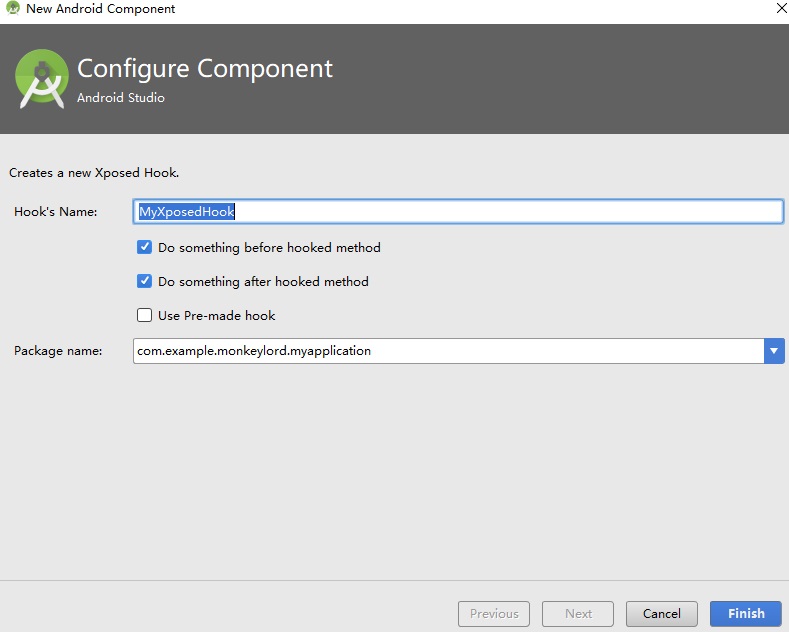 New Android Component
Configure Component
Android Studio
Creates a new Xposed Hook.
Hook's Name:
MyXposedHook
Do something before hooked method
Do something after hooked method
Use Pre-made hook
Package name:
com.example.monkeylord.myapplication
Previous
Next
Cancel
Finish